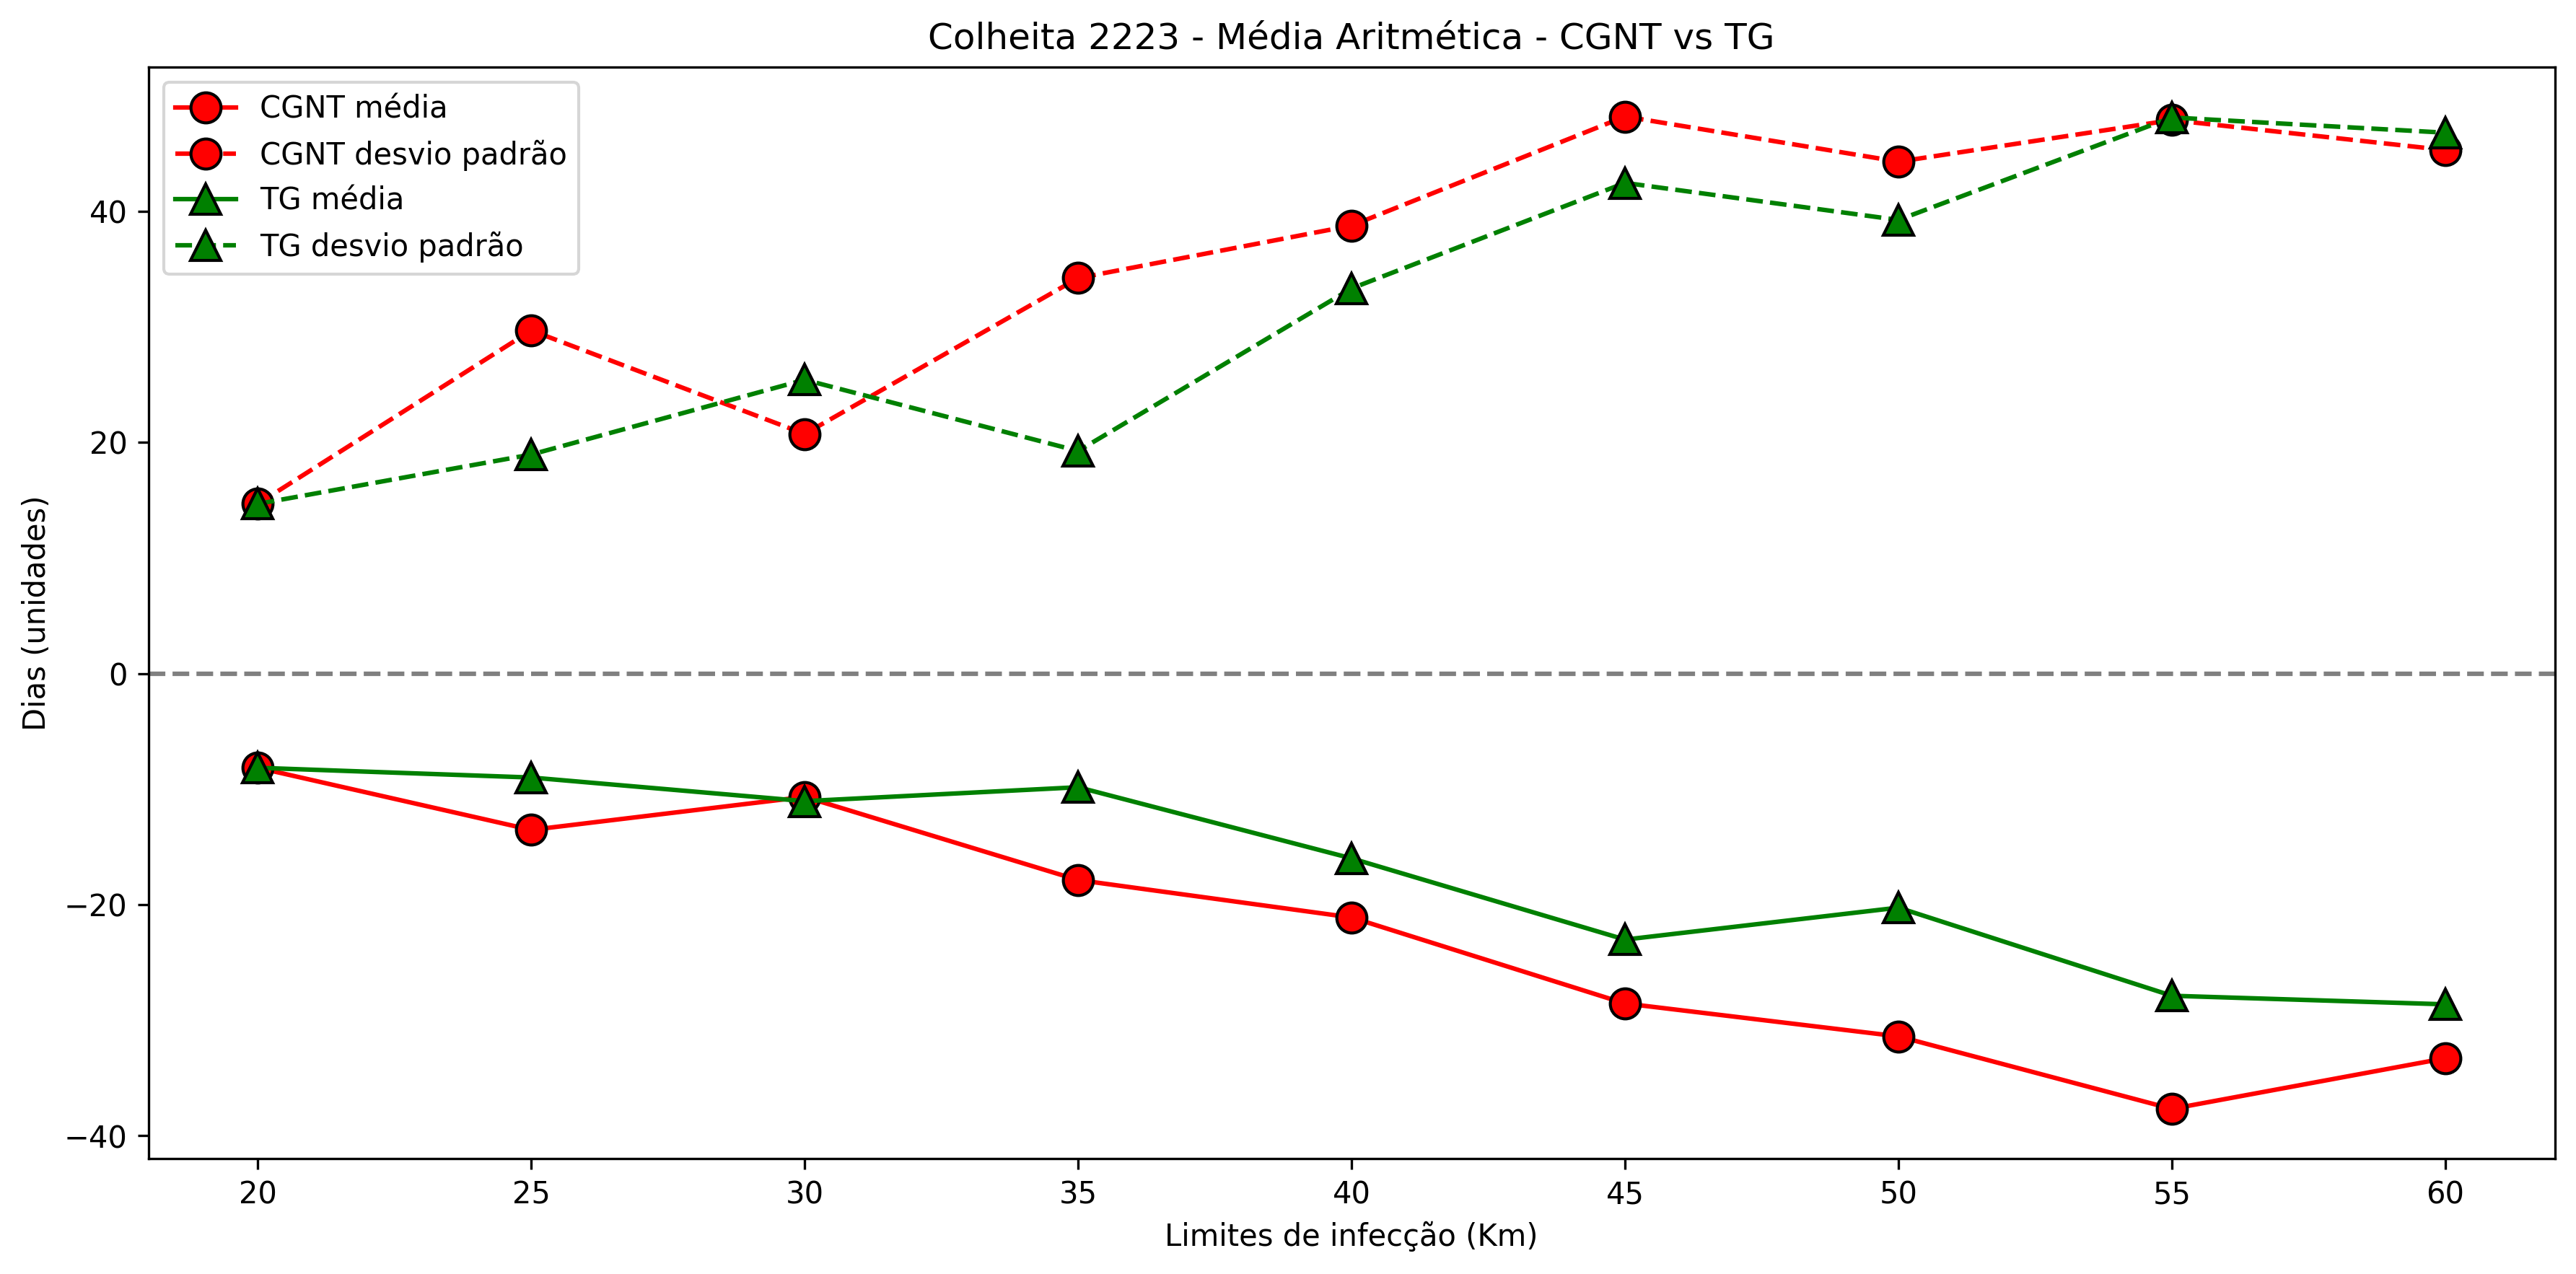 Colheita 2223 - Média Aritmética - CGNT vs TG
CGNT média
CGNT desvio padrão
TG média
TG desvio padrão
Dias (unidades)
40
20
0
−20
−40
20 25 30 35 40 45 50 55 60
Limites de infecção (Km)